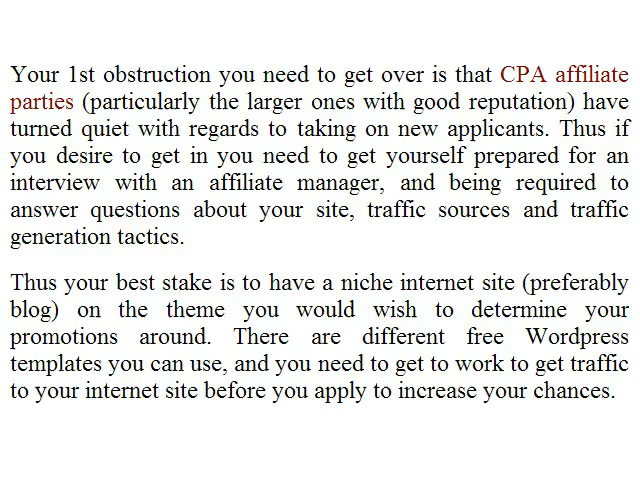 Your 1st obstruction you need to get over is that CPA affiliate
parties (particularly the larger ones with good reputation) have
turned quiet with regards to taking on new applicants. Thus if
you desire to get in you need to get yourself prepared for an
interview with an affiliate manager, and being required to
answer questions about your site, traffic sources and traffic
generation tactics.
Thus your best stake is to have a niche internet site (preferably
blog) on the theme you would wish to determine your
promotions around. There are different free Wordpress
templates you can use, and you need to get to work to get traffic
to your internet site before you apply to increase your chances.